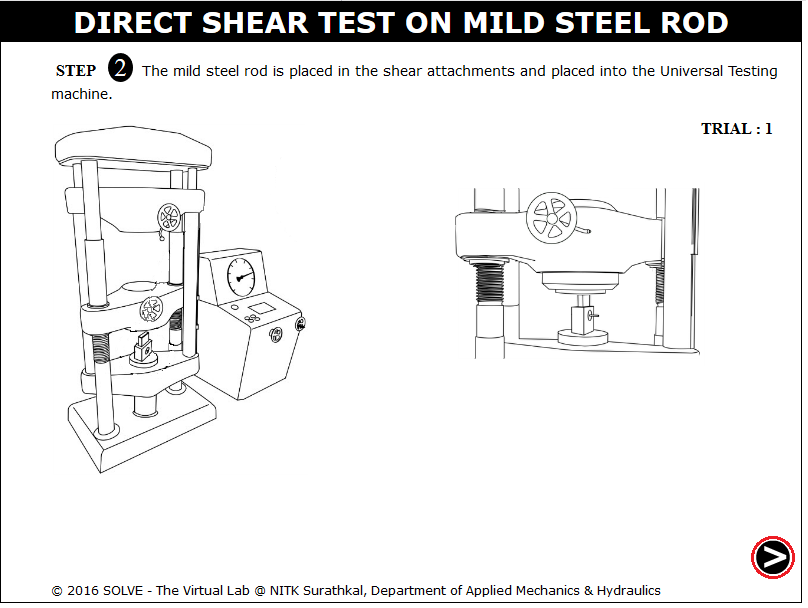 DIRECT SHEAR TEST ON MILD STEEL ROD
STEP 2 The mild steel rod is placed in the shear attachments and placed into the Universal Testing
machine.
TRIAL : 1
© 2016 SOLVE - The Virtual Lab @ NITK Surathkal, Department of Applied Mechanics & Hydraulics